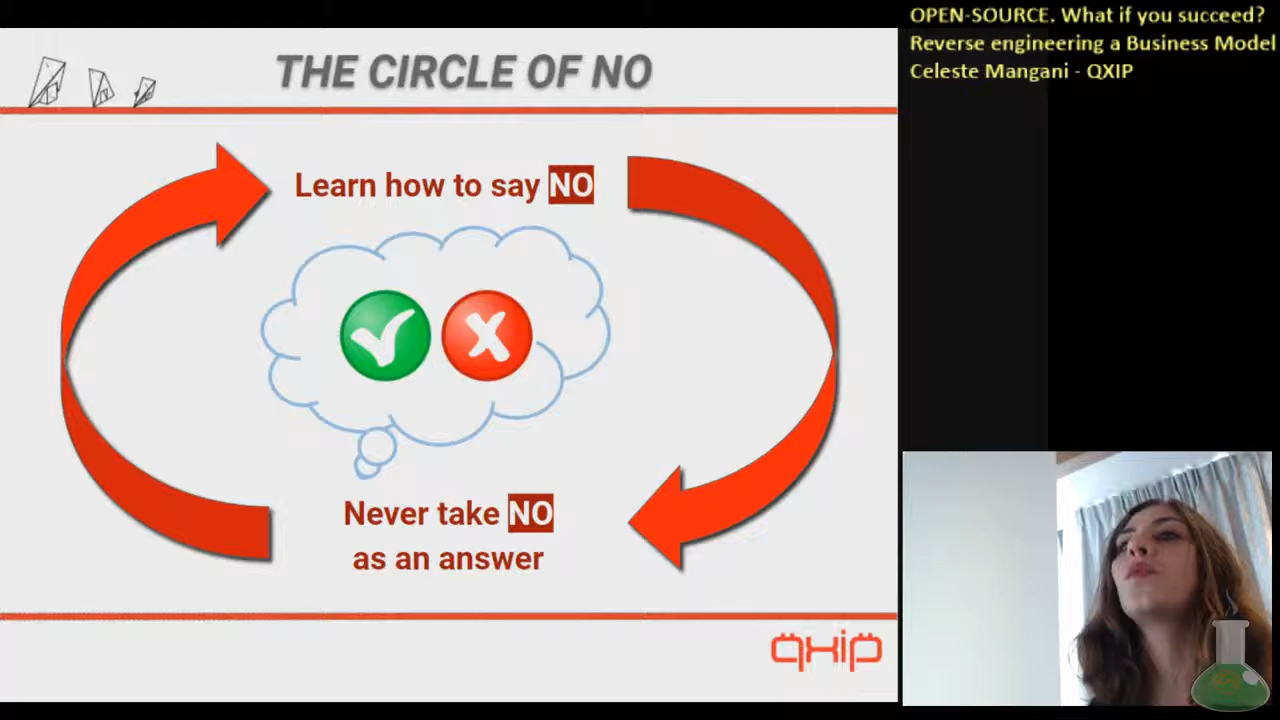 OPEN-SOURCE. What if you succeed?
Reverse engineering a Business Model
Celeste Mangani - QXIP
THE CIRCLE OF NO
Learn how to say NO
Never take NO
as an answer
qxip